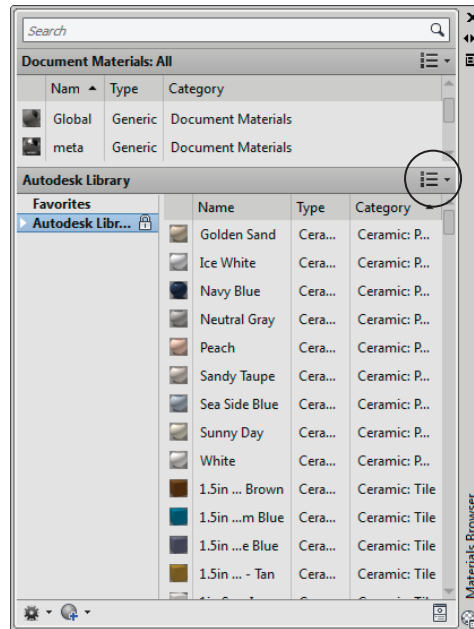 Search
Document Materials: All
Nam Type Category
Global Generic Document Materials
meta Generic Document Materials
Autodesk Library
Favorites
Autodesk Libr...
Name Type Category
Golden Sand Cera... Ceramic: P...
Ice White Cera... Ceramic: P...
Navy Blue Cera... Ceramic: P...
Neutral Gray Cera... Ceramic: P...
Peach Cera... Ceramic: P...
Sandy Taupe Cera... Ceramic: P...
Sea Side Blue Cera... Ceramic: P...
Sunny Day Cera... Ceramic: P...
White Cera... Ceramic: P...
1.5in ... Brown Cera... Ceramic: Tile
1.5in ...m Blue Cera... Ceramic: Tile
1.5in ...e Blue Cera... Ceramic: Tile
1.5in ... - Tan Cera... Ceramic: Tile
Materials Browser